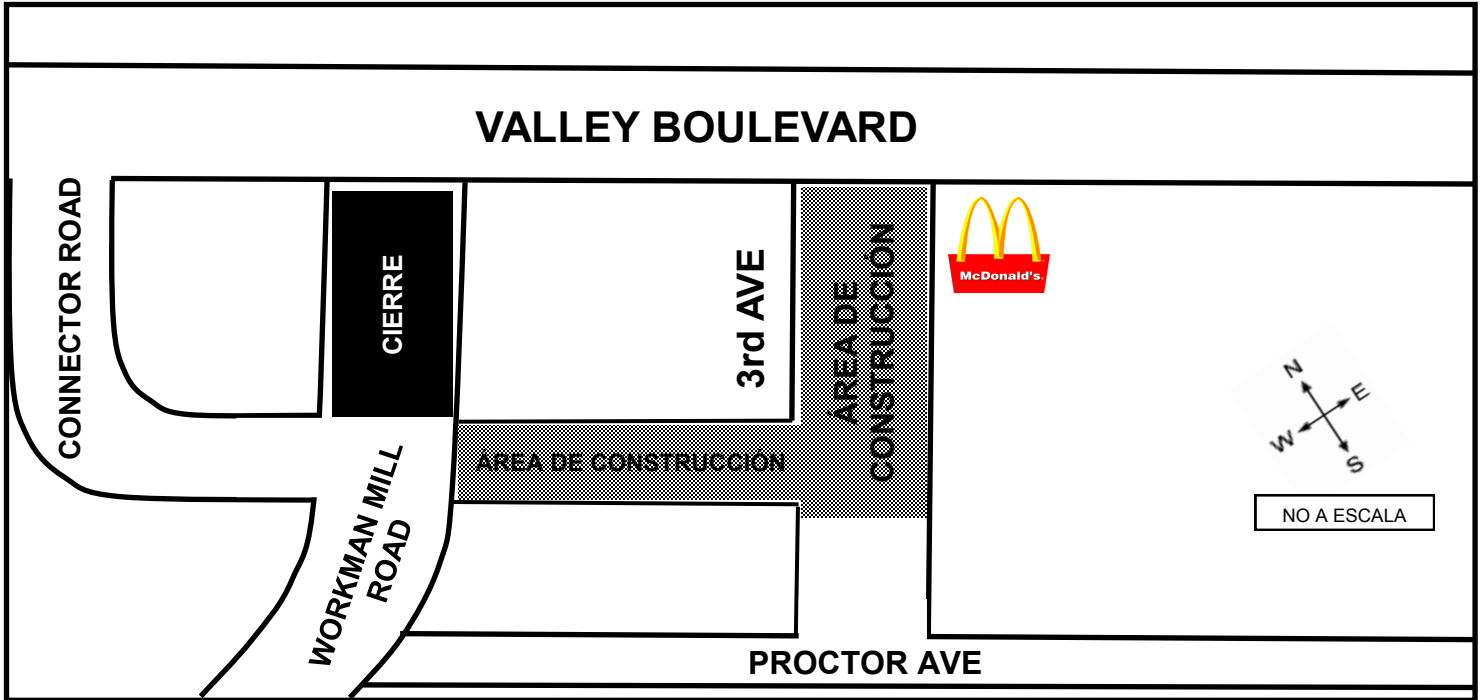 VALLEY BOULEVARD
CONNECTOR ROAD
CIERRE
3rd AVE
ÁREA DE
CONSTRUCCIÓN
McDonald's
N
E
W
S
ÁREA DE CONSTRUCCIÓN
WORKMAN MILL
ROAD
NO A ESCALA
PROCTOR AVE